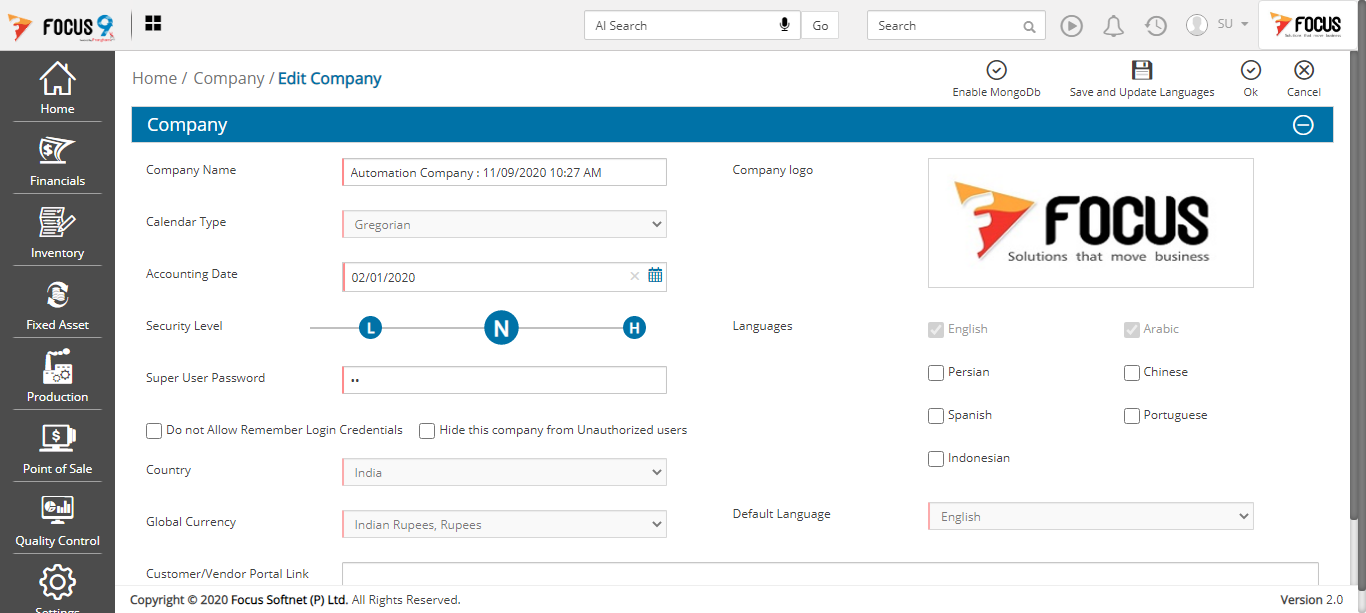 FOCUS 9
AI Search
Go
Search
SU
FOCUS
Solutions that move business
Home
Financials
Inventory
Fixed Asset
Production
Point of Sale
Quality Control
Settings
Home / Company / Edit Company
Enable MongoDb
Save and Update Languages
Ok
Cancel
Company
Company Name
Automation Company : 11/09/2020 10:27 AM
Calendar Type
Gregorian
Accounting Date
02/01/2020
Security Level
L
N
H
Super User Password
••
Do not Allow Remember Login Credentials
Hide this company from Unauthorized users
Country
India
Global Currency
Indian Rupees, Rupees
Customer/Vendor Portal Link
Company logo
FOCUS
Solutions that move business
Languages
English
Arabic
Persian
Chinese
Spanish
Portuguese
Indonesian
Default Language
English
Copyright © 2020 Focus Softnet (P) Ltd. All Rights Reserved.
Version 2.0